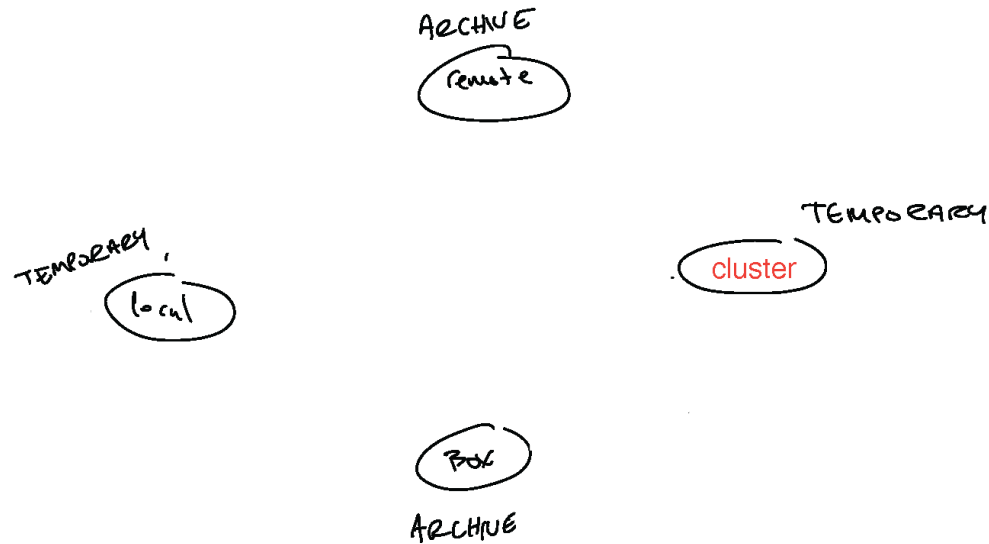 ARCHIVE
remote
TEMPORARY
cluster
TEMPORARY
local
Box
ARCHIVE